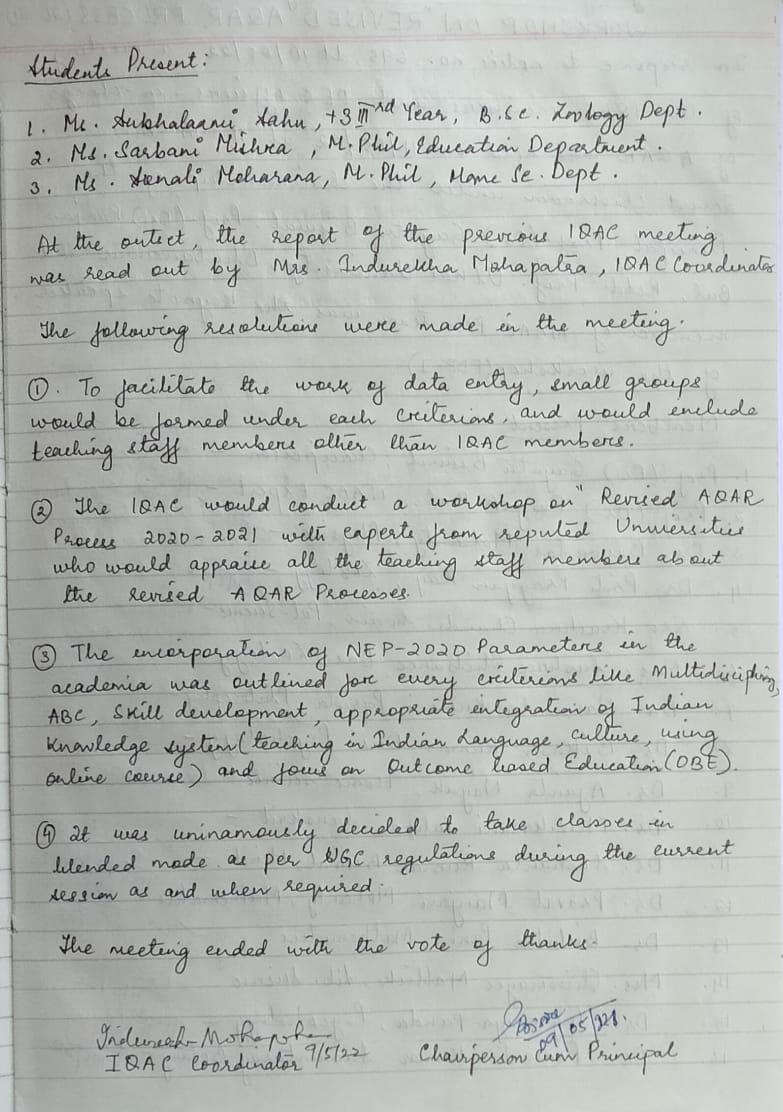 Students Present:
1. Ms. Subhalaxmi Sahu, +3 IIIrd Year, B.Sc. Zoology Dept.
2. Ms. Sarbani Mishra, M.Phil, Education Department.
3. Ms. Sonali Moharana, M.Phil, Home Sc. Dept.
At the outset, the report of the previous IQAC meeting
was read out by Mrs. Indurekha Mohapatra, IQAC Coordinator
The following resolutions were made in the meeting.
①. To facilitate the work of data entry, small groups
would be formed under each criterions, and would include
teaching staff members other than IQAC members.
② The IQAC would conduct a workshop on "Revised AQAR
Process 2020-2021 with experts from reputed Universities
who would appraise all the teaching staff members about
the revised AQAR Processes.
③ The incorporation of NEP-2020 Parameters in the
academia was outlined for every criterions like Multidisciplinary,
ABC, Skill development, appropriate integration of Indian
Knowledge system (teaching in Indian Language, culture, using
online course) and focus on Outcome based Education (OBE).
④ It was uninamously decided to take classes in
blended mode as per UGC regulations during the current
session as and when required.
The meeting ended with the vote of thanks.
09/05/22
9/5/22
IQAC Coordinator
Chairperson Cum Principal